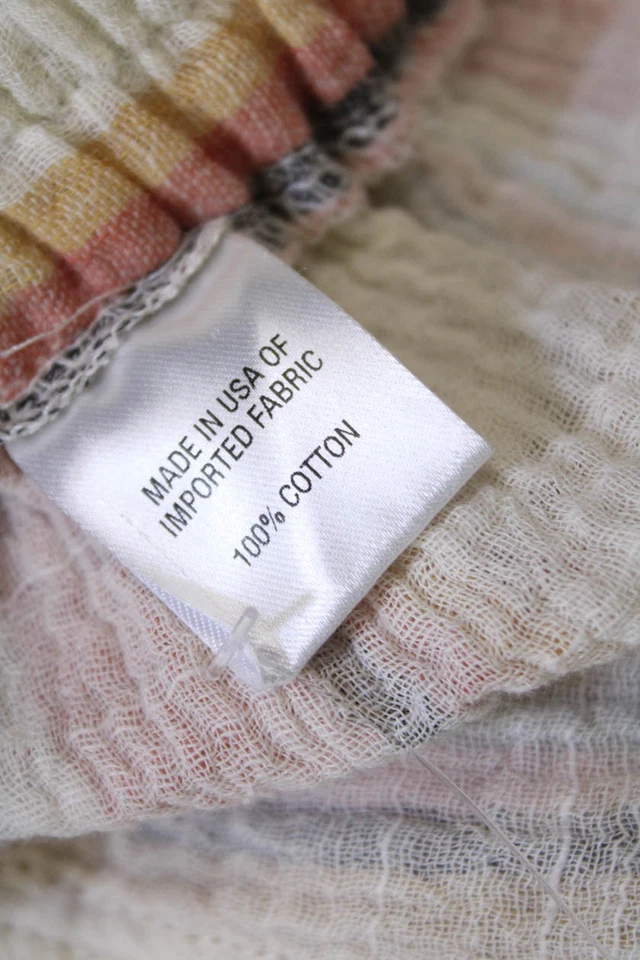 MADE IN USA OF
IMPORTED FABRIC
100% COTTON